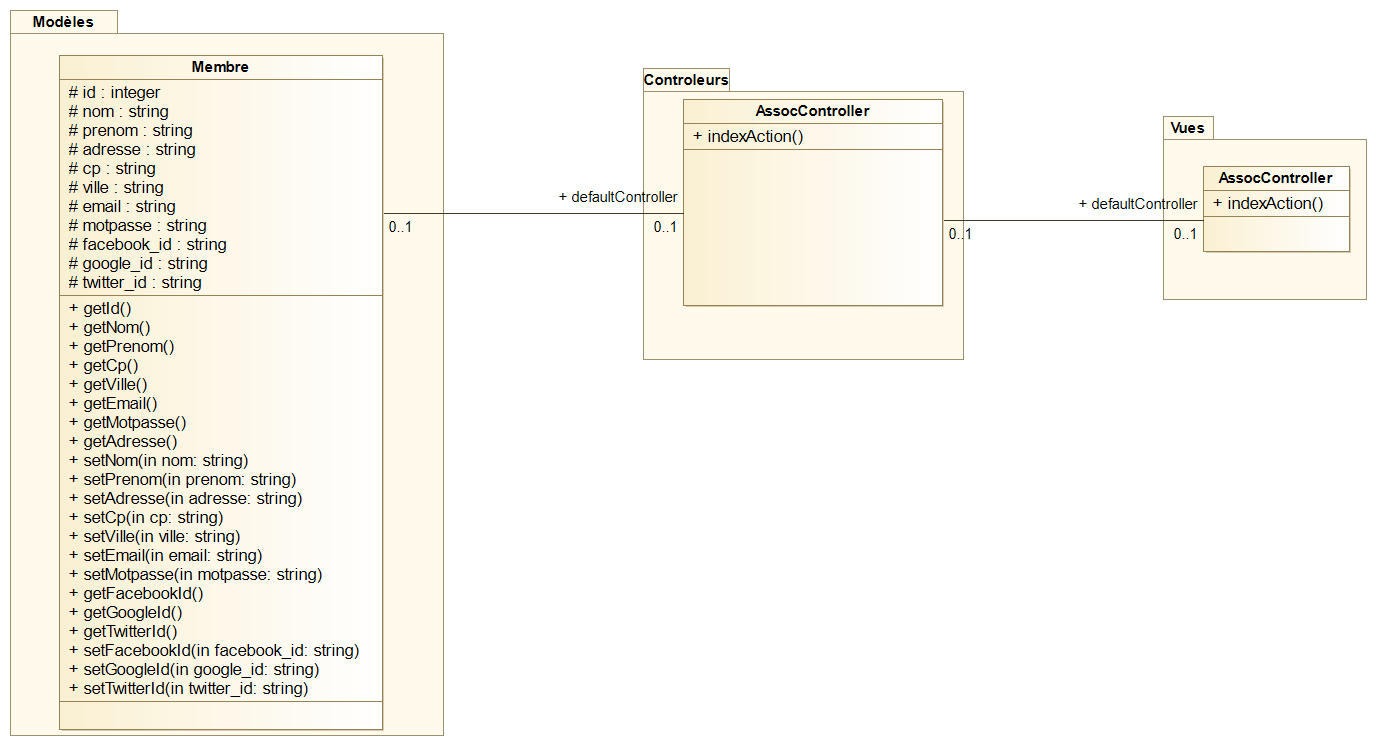 Modèles
Membre
# id : integer
# nom : string
# prenom : string
# adresse : string
# cp : string
# ville : string
# email : string
# motpasse : string
# facebook_id : string
# google_id : string
# twitter_id : string
+ getId()
+ getNom()
+ getPrenom()
+ getCp()
+ getVille()
+ getEmail()
+ getMotpasse()
+ getAdresse()
+ setNom(in nom: string)
+ setPrenom(in prenom: string)
+ setAdresse(in adresse: string)
+ setCp(in cp: string)
+ setVille(in ville: string)
+ setEmail(in email: string)
+ setMotpasse(in motpasse: string)
+ getFacebookId()
+ getGoogleId()
+ getTwitterId()
+ setFacebookId(in facebook_id: string)
+ setGoogleId(in google_id: string)
+ setTwitterId(in twitter_id: string)
0..1
+ defaultController
0..1
Controleurs
AssocController
+ indexAction()
0..1
+ defaultController
0..1
Vues
AssocController
+ indexAction()